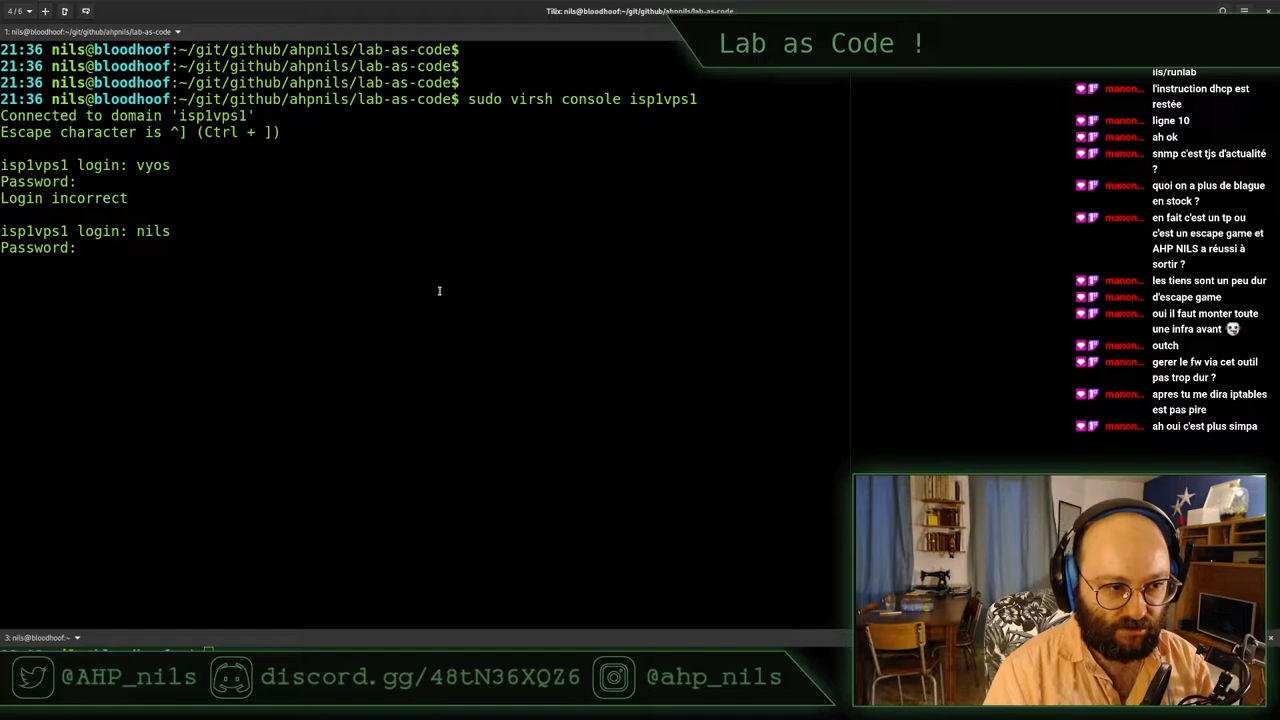 4 / 6
Tilix: nils@bloodhoof:~/git/github/ahpnils/lab-as-code
1: nils@bloodhoof:~/git/github/ahpnils/lab-as-code
21:36 nils@bloodhoof:~/git/github/ahpnils/lab-as-code$
21:36 nils@bloodhoof:~/git/github/ahpnils/lab-as-code$
21:36 nils@bloodhoof:~/git/github/ahpnils/lab-as-code$
21:36 nils@bloodhoof:~/git/github/ahpnils/lab-as-code$ sudo virsh console isp1vps1
Connected to domain 'isp1vps1'
Escape character is ^] (Ctrl + ])
isp1vps1 login: vyos
Password:
Login incorrect
isp1vps1 login: nils
Password:
3: nils@bloodhoof:~
Lab as Code !
ils/runlab
manon... l'instruction dhcp est
restée
manon... ligne 10
manon... ah ok
manon... snmp c'est tjs d'actualité
?
manon... quoi on a plus de blague
en stock ?
manon... en fait c'est un tp ou
c'est un escape game et
AHP NILS a réussi à
sortir ?
manon... les tiens sont un peu dur
manon... d'escape game
manon... oui il faut monter toute
une infra avant
manon... outch
manon... gerer le fw via cet outil
pas trop dur ?
manon... apres tu me dira iptables
est pas pire
manon... ah oui c'est plus simpa
@AHP_nils
discord.gg/48tN36XQZ6
@ahp_nils